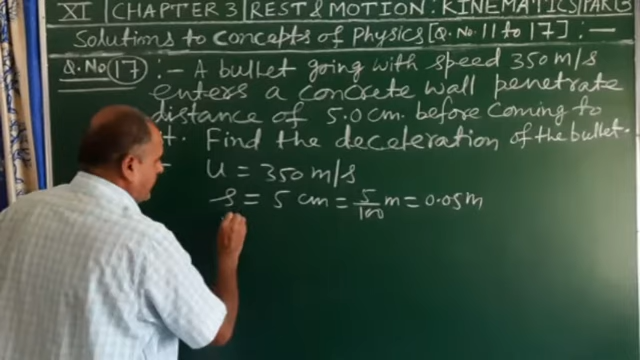 XI | CHAPTER 3 | REST & MOTION : KINEMATICS | PART 3
Solutions to concepts of Physics [Q. No. 11 to 17] :-
Q. No 17 :- A bullet going with speed 350 m/s
enters a concrete wall penetrate
distance of 5.0 cm. before coming to
t. Find the deceleration of the bullet.
u = 350 m/s
s = 5 cm = 5/100 m = 0.05 m